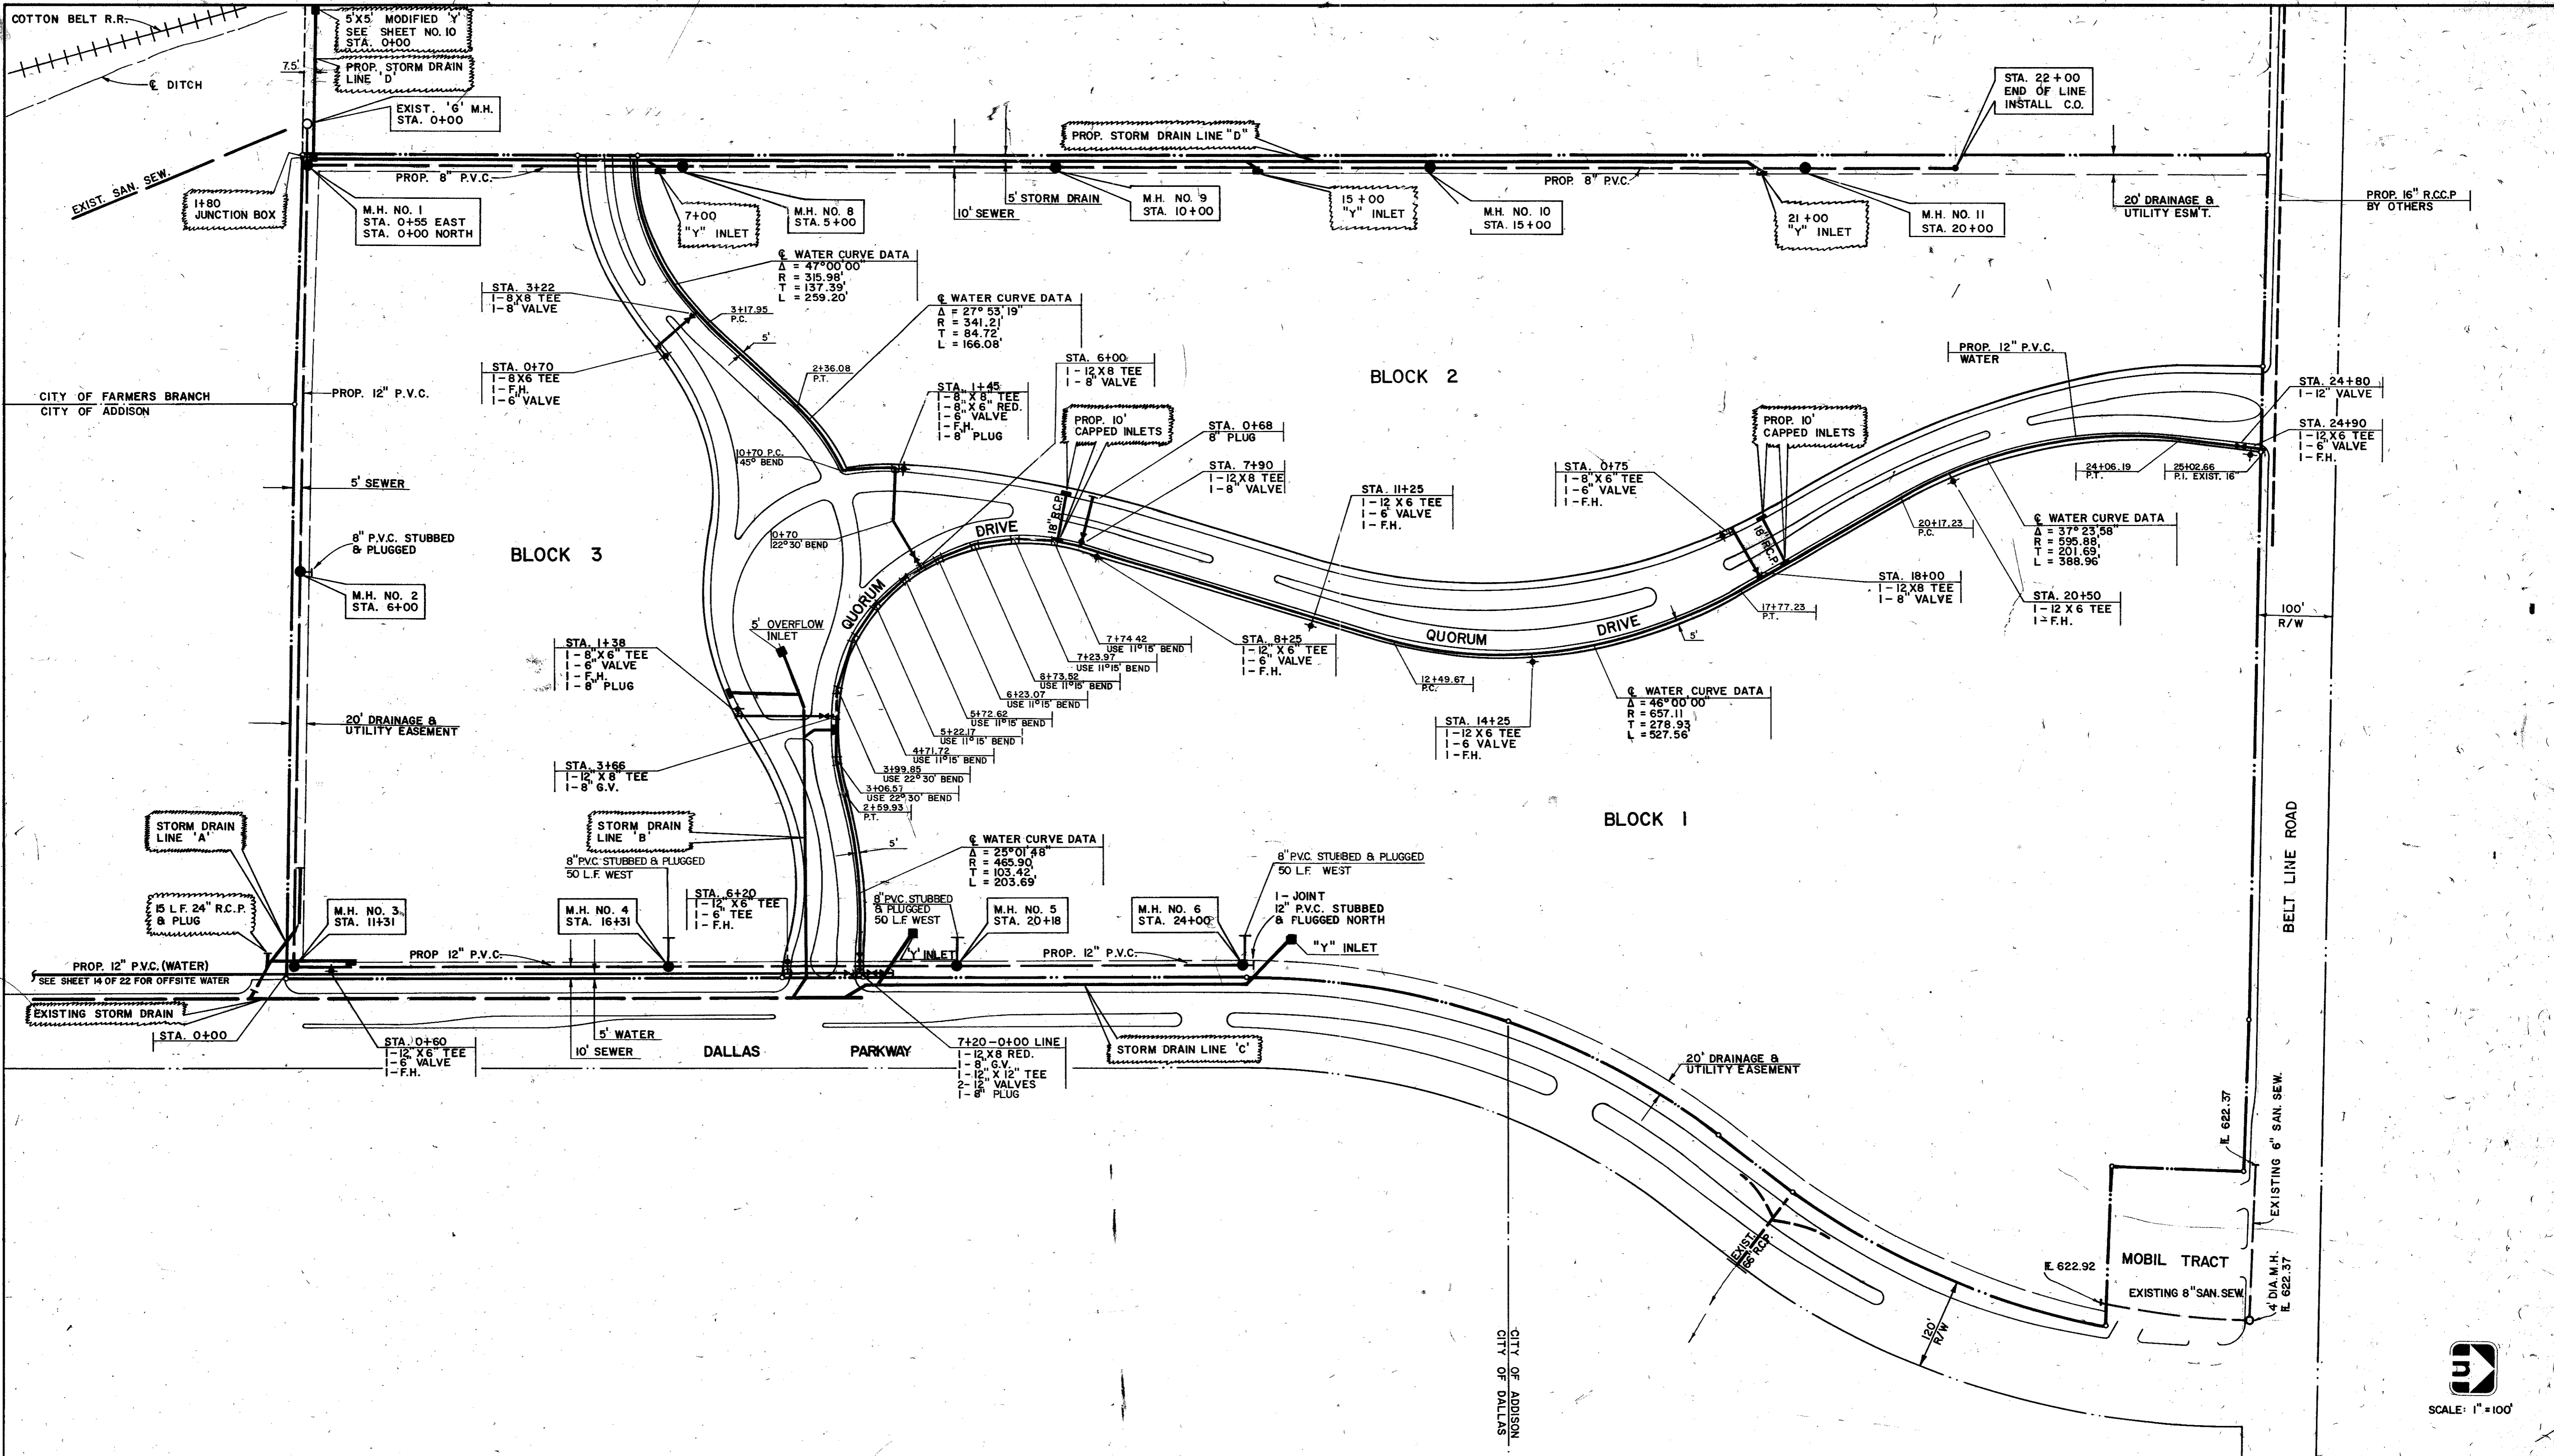 COTTON BELT R.R.
℄ DITCH
7.5'
5'X5' MODIFIED 'Y'
SEE SHEET NO. 10
STA. 0+00
PROP. STORM DRAIN
LINE 'D'
EXIST. 'G' M.H.
STA. 0+00
EXIST. SAN. SEW.
1+80
JUNCTION BOX
M.H. NO. 1
STA. 0+55 EAST
STA. 0+00 NORTH
PROP. 8" P.V.C.
7+00
"Y" INLET
M.H. NO. 8
STA. 5+00
10' SEWER
5' STORM DRAIN
PROP. STORM DRAIN LINE "D"
M.H. NO. 9
STA. 10+00
15+00
"Y" INLET
M.H. NO. 10
STA. 15+00
PROP. 8" P.V.C.
21+00
"Y" INLET
M.H. NO. 11
STA. 20+00
STA. 22+00
END OF LINE
INSTALL C.O.
20' DRAINAGE &
UTILITY ESM'T.
PROP. 16" R.C.C.P
BY OTHERS
℄ WATER CURVE DATA
Δ = 47°00'00"
R = 315.98'
T = 137.39'
L = 259.20'
STA. 3+22
1-8X8 TEE
1-8" VALVE
3+17.95
P.C.
5'
℄ WATER CURVE DATA
Δ = 27°53'19"
R = 341.21'
T = 84.72'
L = 166.08'
STA. 0+70
1-8X6 TEE
1-F.H.
1-6" VALVE
2+36.08
P.T.
STA. 1+45
1-8"X8" TEE
1-8"X6" RED.
1-6" VALVE
1-F.H.
1-8" PLUG
STA. 6+00
1-12X8 TEE
1-8" VALVE
PROP. 10'
CAPPED INLETS
STA. 0+68
8" PLUG
STA. 7+90
1-12X8 TEE
1-8" VALVE
BLOCK 2
PROP. 12" P.V.C.
WATER
STA. 24+80
1-12" VALVE
STA. 24+90
1-12X6 TEE
1-6" VALVE
1-F.H.
CITY OF FARMERS BRANCH
CITY OF ADDISON
PROP. 12" P.V.C.
5' SEWER
8" P.V.C. STUBBED
& PLUGGED
M.H. NO. 2
STA. 6+00
BLOCK 3
10+70 P.C.
45° BEND
0+70
22°30' BEND
18" R.C.P.
QUORUM DRIVE
STA. 11+25
1-12 X 6 TEE
1-6" VALVE
1-F.H.
STA. 0+75
1-8"X6" TEE
1-6" VALVE
1-F.H.
PROP. 10'
CAPPED INLETS
18" R.C.P.
24+06.19
P.T.
25+02.66
P.I. EXIST. 16"
20+17.23
P.C.
℄ WATER CURVE DATA
Δ = 37°23'58"
R = 595.88'
T = 201.69'
L = 388.96'
STA. 18+00
1-12X8 TEE
1-8" VALVE
STA. 20+50
1-12 X 6 TEE
1-F.H.
17+77.23
P.T.
100'
R/W
5' OVERFLOW
INLET
STA. 1+38
1-8"X6" TEE
1-6" VALVE
1-F.H.
1-8" PLUG
7+74.42
USE 11°15' BEND
7+23.97
USE 11°15' BEND
8+73.52
USE 11°15' BEND
6+23.07
USE 11°15' BEND
5+72.62
USE 11°15' BEND
5+22.17
USE 11°15' BEND
4+71.72
USE 11°15' BEND
3+99.85
USE 22°30' BEND
3+06.57
USE 22°30' BEND
2+59.93
P.T.
STA. 8+25
1-12"X6" TEE
1-6" VALVE
1-F.H.
QUORUM DRIVE
5'
12+49.67
P.C.
STA. 14+25
1-12X6 TEE
1-6 VALVE
1-F.H.
℄ WATER CURVE DATA
Δ = 46°00'00"
R = 657.11
T = 278.93
L = 527.56'
20' DRAINAGE &
UTILITY EASEMENT
STA. 3+66
1-12"X8" TEE
1-8" G.V.
STORM DRAIN
LINE 'A'
STORM DRAIN
LINE 'B'
BLOCK 1
BELT LINE ROAD
5'
℄ WATER CURVE DATA
Δ = 25°01'48"
R = 465.90'
T = 103.42'
L = 203.69'
15 L.F. 24" R.C.P.
& PLUG
M.H. NO. 3
STA. 11+31
8" P.V.C. STUBBED & PLUGGED
50 L.F. WEST
M.H. NO. 4
STA. 16+31
STA. 6+20
1-12"X6" TEE
1-6" TEE
1-F.H.
8" PVC STUBBED
& PLUGGED
50 L.F. WEST
'Y' INLET
M.H. NO. 5
STA. 20+18
M.H. NO. 6
STA. 24+00
8" P.V.C. STUBBED & PLUGGED
50 L.F. WEST
1-JOINT
12" P.V.C. STUBBED
& PLUGGED NORTH
"Y" INLET
PROP. 12" P.V.C. (WATER)
SEE SHEET 14 OF 22 FOR OFFSITE WATER
PROP 12" P.V.C.
PROP. 12" P.V.C.
EXISTING STORM DRAIN
STA. 0+00
STA. 0+60
1-12"X6" TEE
1-6" VALVE
1-F.H.
5' WATER
10' SEWER
DALLAS PARKWAY
7+20-0+00 LINE
1-12X8 RED.
1-8" G.V.
1-12" X 12" TEE
2-12" VALVES
1-8" PLUG
STORM DRAIN LINE 'C'
20' DRAINAGE &
UTILITY EASEMENT
℄ 622.37
EXISTING 6" SAN. SEW.
EXIST.
66" R.C.P.
MOBIL TRACT
℄ 622.92
EXISTING 8" SAN. SEW.
4' DIA. M.H.
℄ 622.37
120'
R/W
CITY OF ADDISON
CITY OF DALLAS
SCALE: 1"=100'